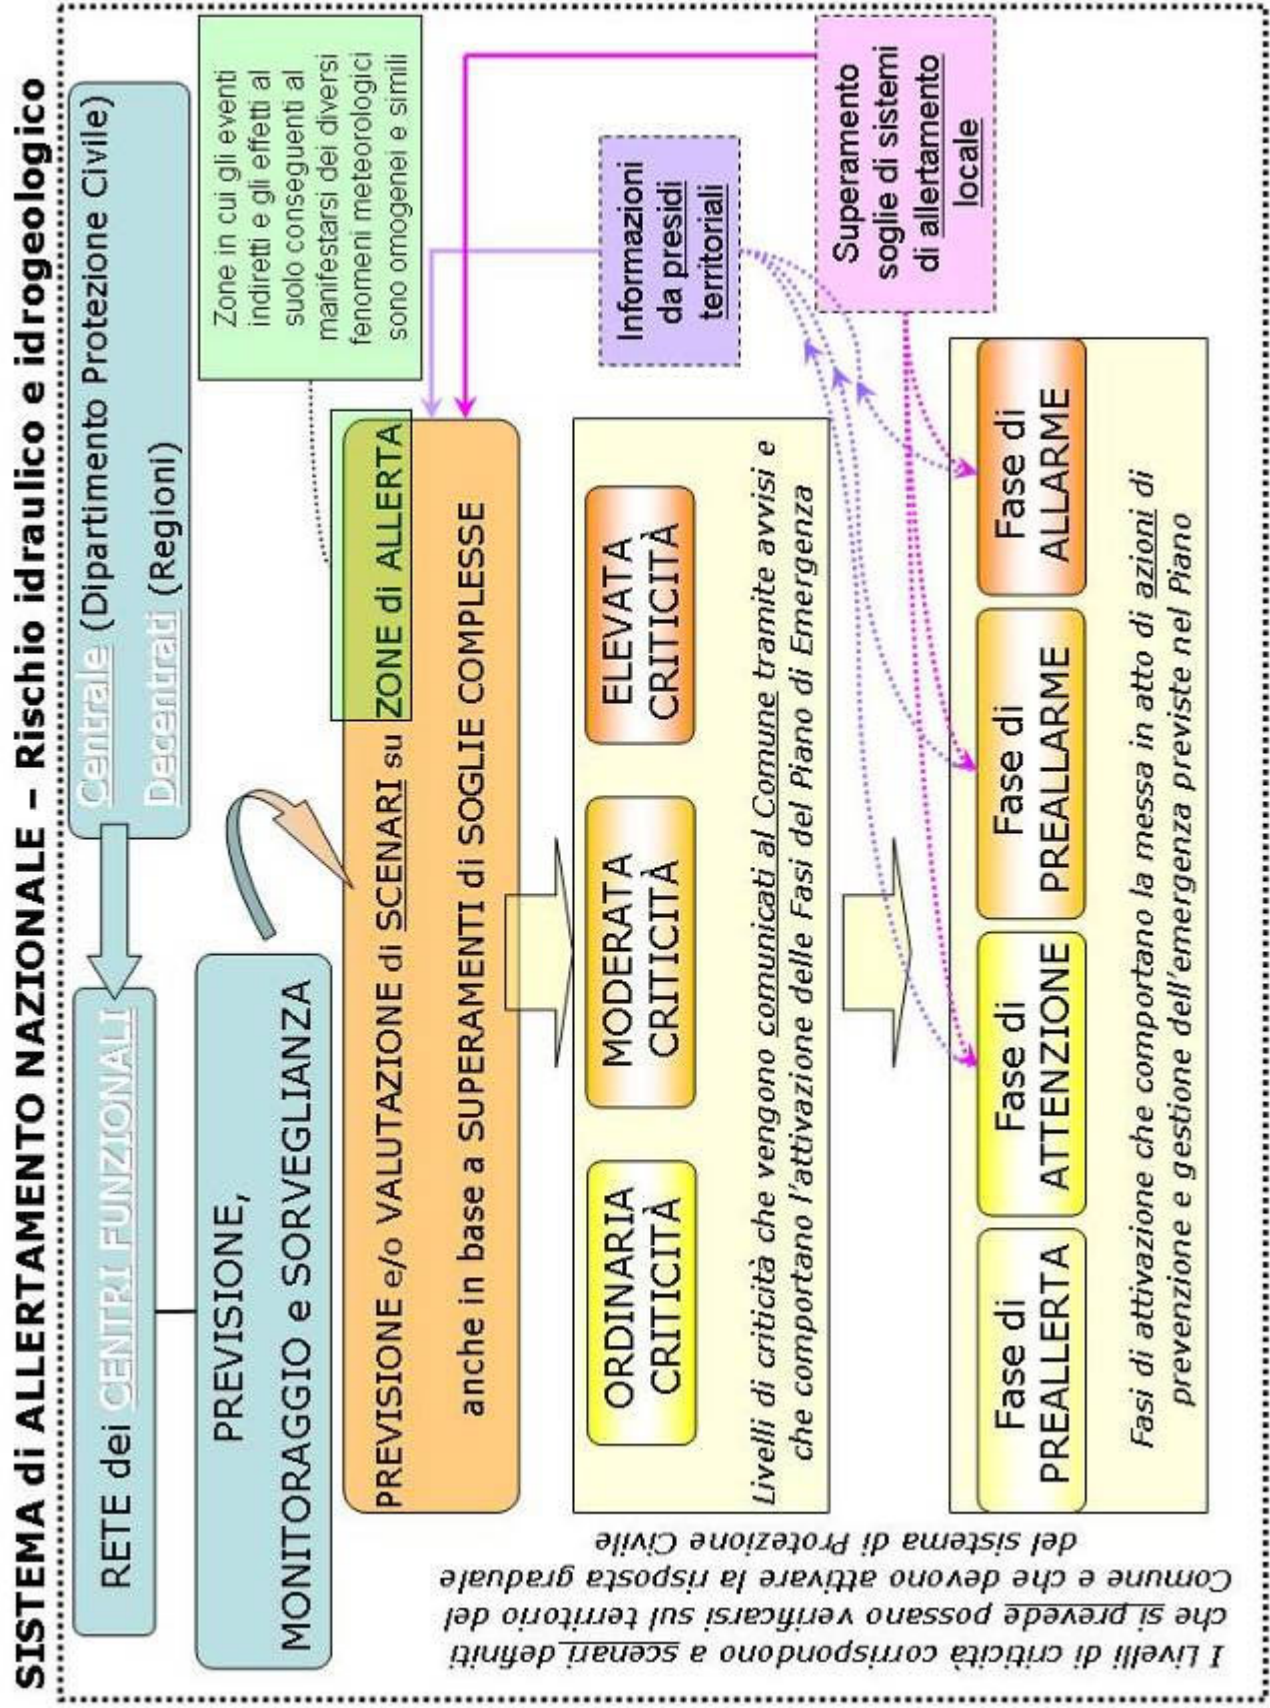 SISTEMA di ALLERTAMENTO NAZIONALE – Rischio idraulico e idrogeologico
RETE dei CENTRI FUNZIONALI
Centrale (Dipartimento Protezione Civile)
Decentrati (Regioni)
PREVISIONE,
MONITORAGGIO e SORVEGLIANZA
Zone in cui gli eventi
indiretti e gli effetti al
suolo conseguenti al
manifestarsi dei diversi
fenomeni meteorologici
sono omogenei e simili
PREVISIONE e/o VALUTAZIONE di SCENARI su ZONE di ALLERTA
anche in base a SUPERAMENTI di SOGLIE COMPLESSE
ORDINARIA
CRITICITÀ
MODERATA
CRITICITÀ
ELEVATA
CRITICITÀ
Livelli di criticità che vengono comunicati al Comune tramite avvisi e
che comportano l'attivazione delle Fasi del Piano di Emergenza
Informazioni
da presidi
territoriali
Superamento
soglie di sistemi
di allertamento
locale
Fase di
PREALLERTA
Fase di
ATTENZIONE
Fase di
PREALLARME
Fase di
ALLARME
Fasi di attivazione che comportano la messa in atto di azioni di
prevenzione e gestione dell'emergenza previste nel Piano
I Livelli di criticità corrispondono a scenari definiti
che si prevede possano verificarsi sul territorio del
Comune e che devono attivare la risposta graduale
del sistema di Protezione Civile